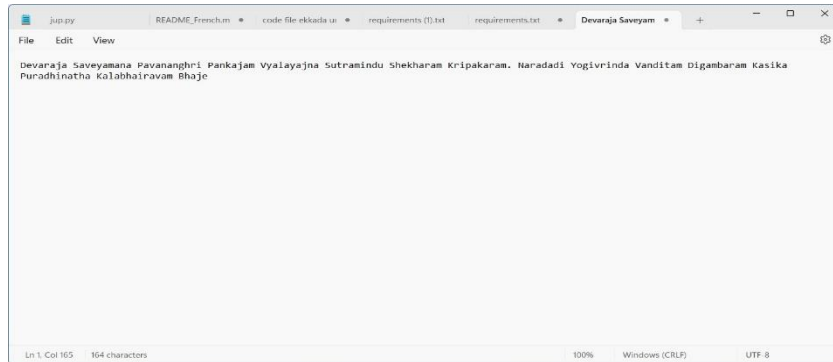 jup.py README_French.m code file ekkada ui requirements (1).txt requirements.txt Devaraja Saveyam
File Edit View
Devaraja Saveyamana Pavananghri Pankajam Vyalayajna Sutramindu Shekharam Kripakaram. Naradadi Yogivrinda Vanditam Digambaram Kasika
Puradhinatha Kalabhairavam Bhaje
Ln 1, Col 165 164 characters 100% Windows (CRLF) UTF-8